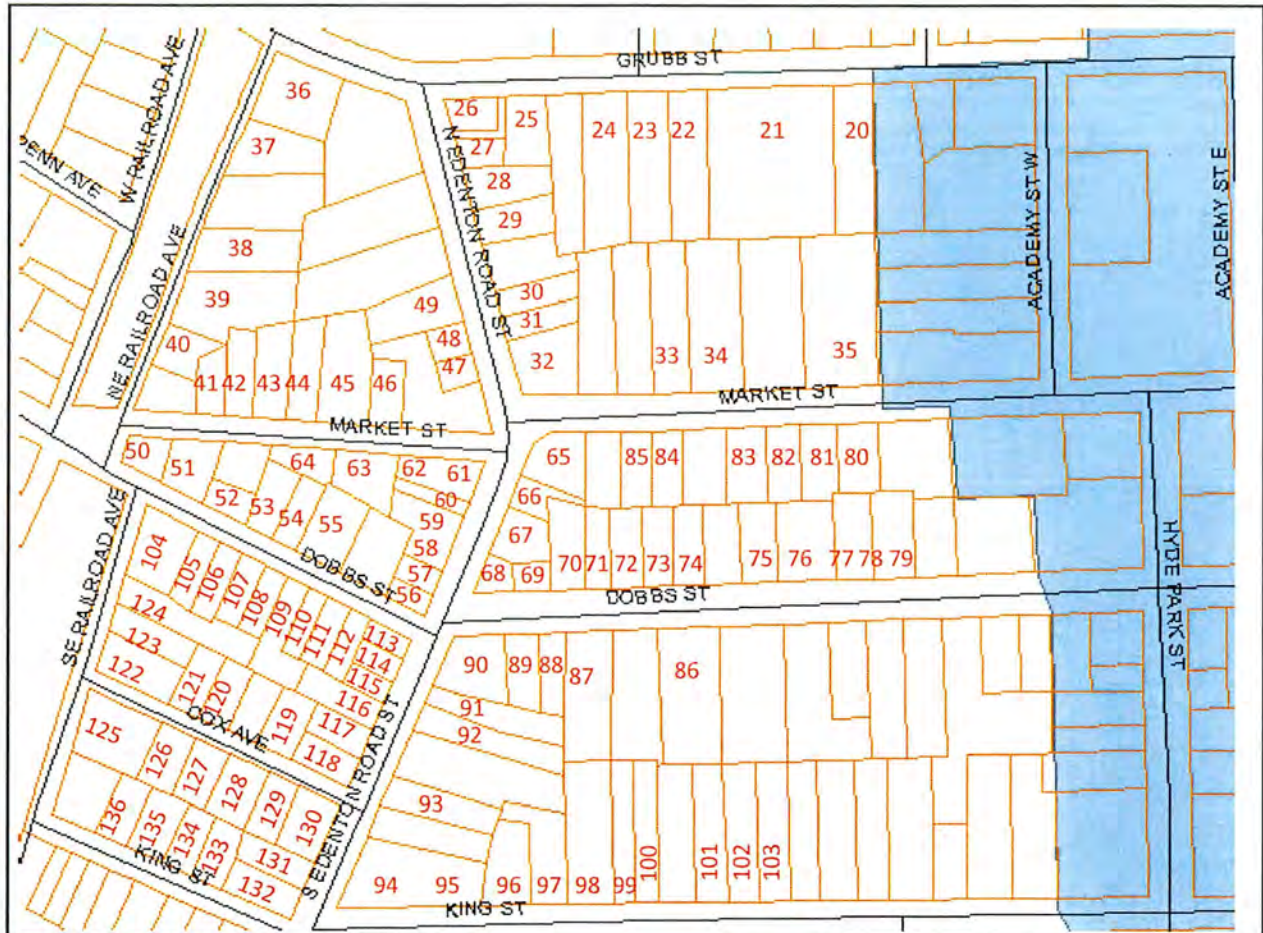 GRUBB ST
W RAILROAD AVE
PENN AVE
NE RAILROAD AVE
N EDENTON ROAD ST
ACADEMY ST W
ACADEMY ST E
36
37
38
39
40
41 42 43 44 45 46
49
48
47
26 25 24 23 22 21 20
27
28
29
30
31
32 33 34 35
MARKET ST
MARKET ST
50 51 64 63 62 61
52 53 54 55 60
59
58
57
56
DOBBS ST
65 85 84 83 82 81 80
66
67
68 69 70 71 72 73 74 75 76 77 78 79
DOBBS ST
HYDE PARK ST
SE RAILROAD AVE
104 105 106 107 108 109 110 111 112 113
114
115
116
124
123
122 121 120 119 117
118
COX AVE
S EDENTON ROAD ST
90 89 88 87 86
91
92
93
94 95 96 97 98 99 100 101 102 103
125 126 127 128 129 130
136 135 134 133 131
132
KING ST
KING ST